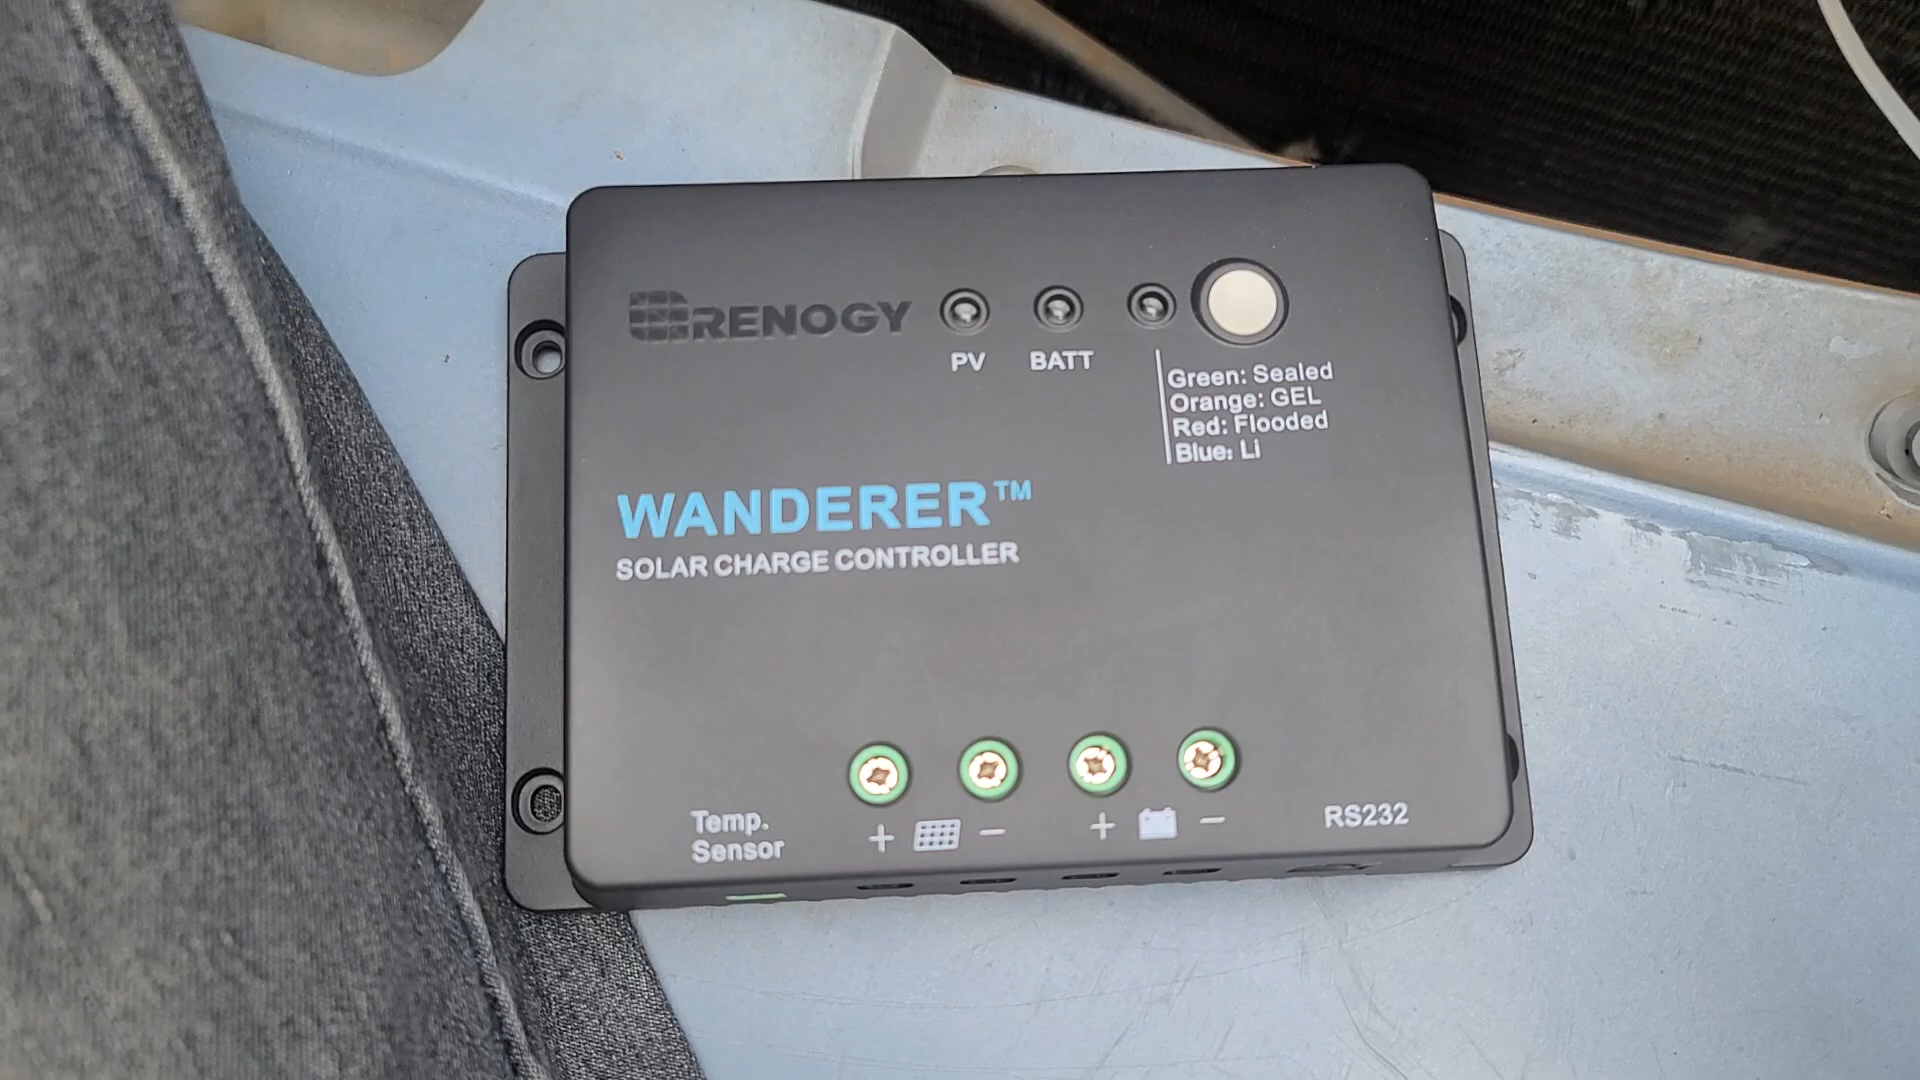 RENOGY
PV
BATT
Green: Sealed
Orange: GEL
Red: Flooded
Blue: Li
WANDERER™
SOLAR CHARGE CONTROLLER
Temp.
Sensor
+ −
+ −
RS232